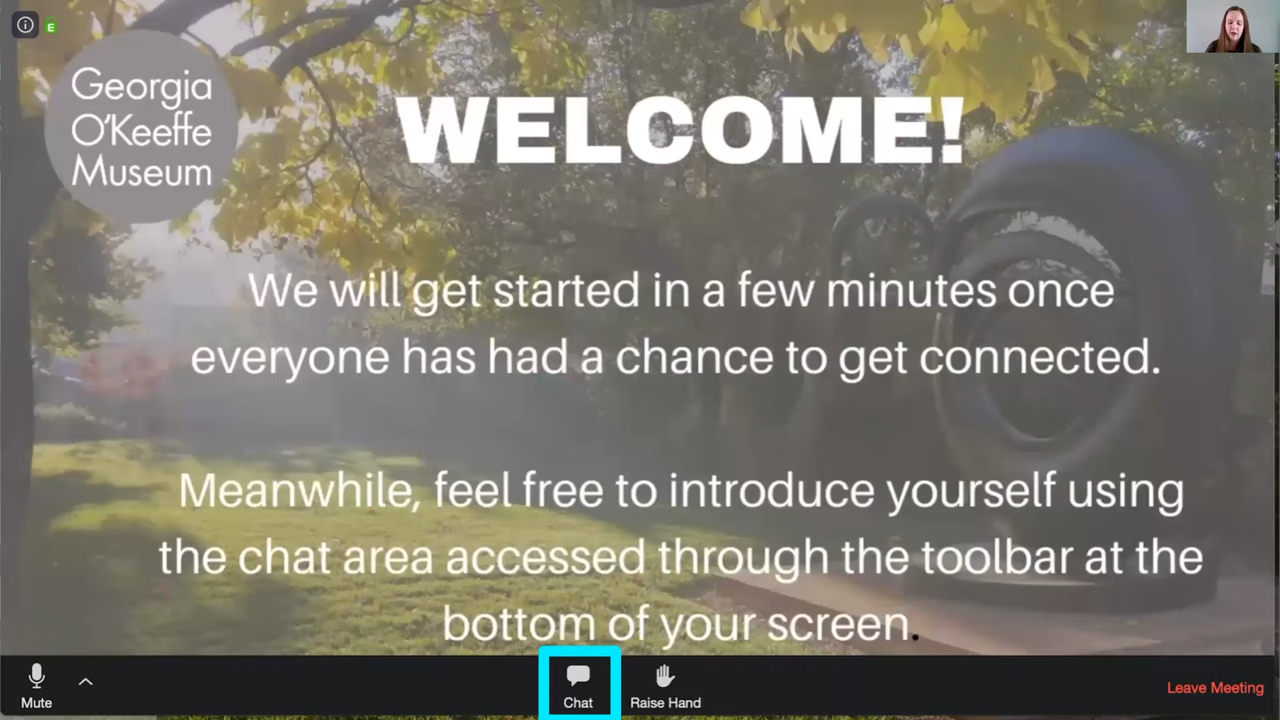 E
Georgia
O'Keeffe
Museum
WELCOME!
We will get started in a few minutes once
everyone has had a chance to get connected.
Meanwhile, feel free to introduce yourself using
the chat area accessed through the toolbar at the
bottom of your screen.
Mute
Chat
Raise Hand
Leave Meeting